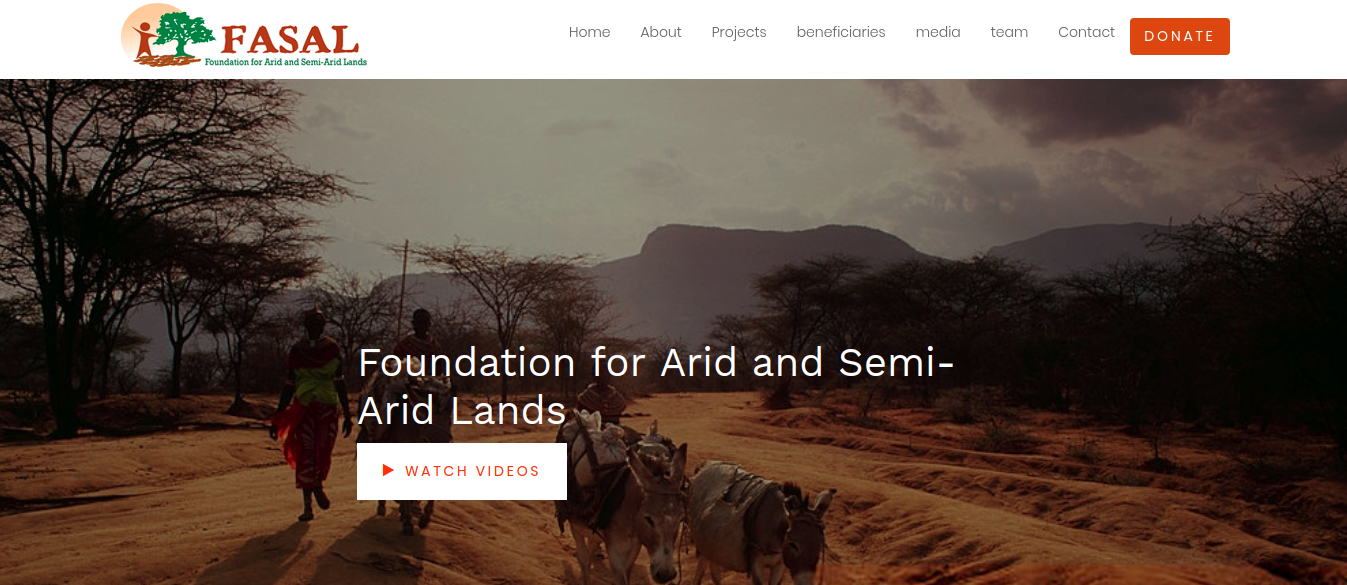 FASAL
Foundation for Arid and Semi-Arid Lands
Home About Projects beneficiaries media team Contact DONATE
Foundation for Arid and Semi-
Arid Lands
WATCH VIDEOS